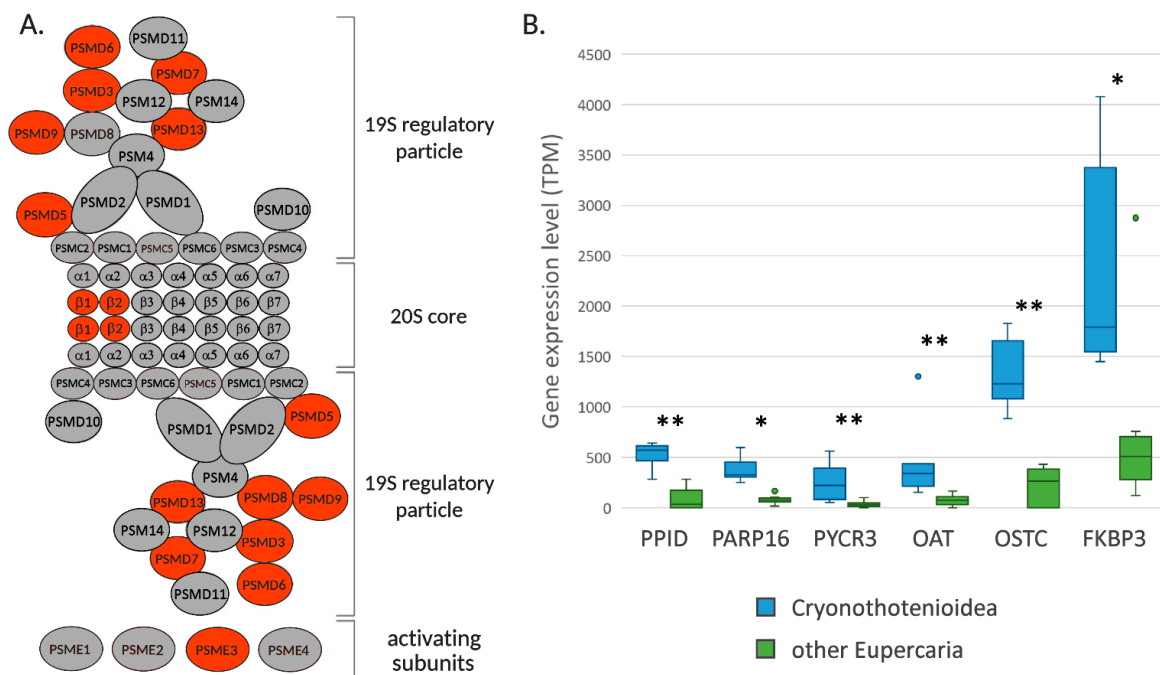 A.
PSMD11
PSMD6
PSMD7
PSMD3
PSM12
PSM14
PSMD9
PSMD8
PSMD13
PSM4
PSMD2
PSMD1
PSMD5
PSMD10
PSMC2 PSMC1 PSMC5 PSMC6 PSMC3 PSMC4
α1 α2 α3 α4 α5 α6 α7
β1 β2 β3 β4 β5 β6 β7
β1 β2 β3 β4 β5 β6 β7
α1 α2 α3 α4 α5 α6 α7
PSMC4 PSMC3 PSMC6 PSMC5 PSMC1 PSMC2
PSMD10
PSMD1
PSMD2
PSMD5
PSM4
PSMD13
PSMD8
PSMD9
PSM14
PSM12
PSMD3
PSMD7
PSMD6
PSMD11
PSME1 PSME2 PSME3 PSME4
19S regulatory
particle
20S core
19S regulatory
particle
activating
subunits
B.
Gene expression level (TPM)
4500
4000
3500
3000
2500
2000
1500
1000
500
0
** * ** ** ** *
PPID PARP16 PYCR3 OAT OSTC FKBP3
Cryonothotenioidea
other Eupercaria